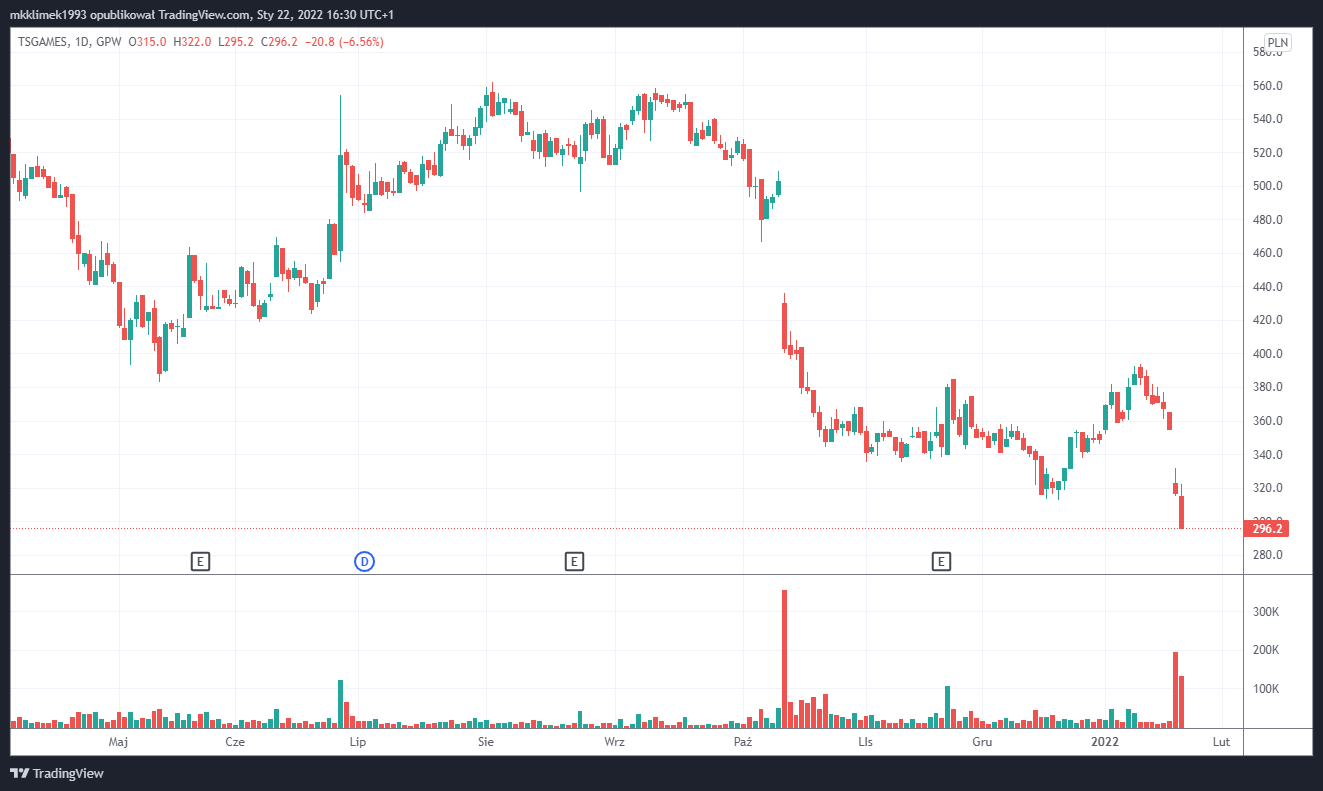 mkklimek1993 opublikował TradingView.com, Sty 22, 2022 16:30 UTC+1
TSGAMES, 1D, GPW O315.0 H322.0 L295.2 C296.2 −20.8 (−6.56%)
PLN
580.0
560.0
540.0
520.0
500.0
480.0
460.0
440.0
420.0
400.0
380.0
360.0
340.0
320.0
300.0
296.2
280.0
E
D
E
E
300K
200K
100K
Maj Cze Lip Sie Wrz Paź LIs Gru 2022 Lut
TradingView